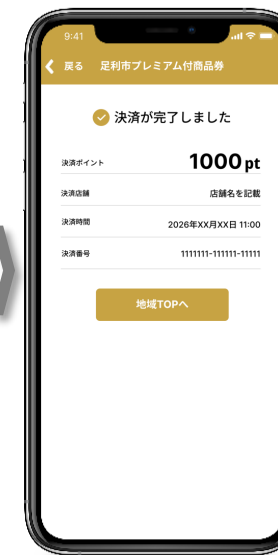 9:41
戻る 足利市プレミアム付商品券
決済が完了しました
決済ポイント 1000 pt
決済店舗 店舗名を記載
決済時間 2026年XX月XX日 11:00
決済番号 1111111-111111-11111
地域TOPへ